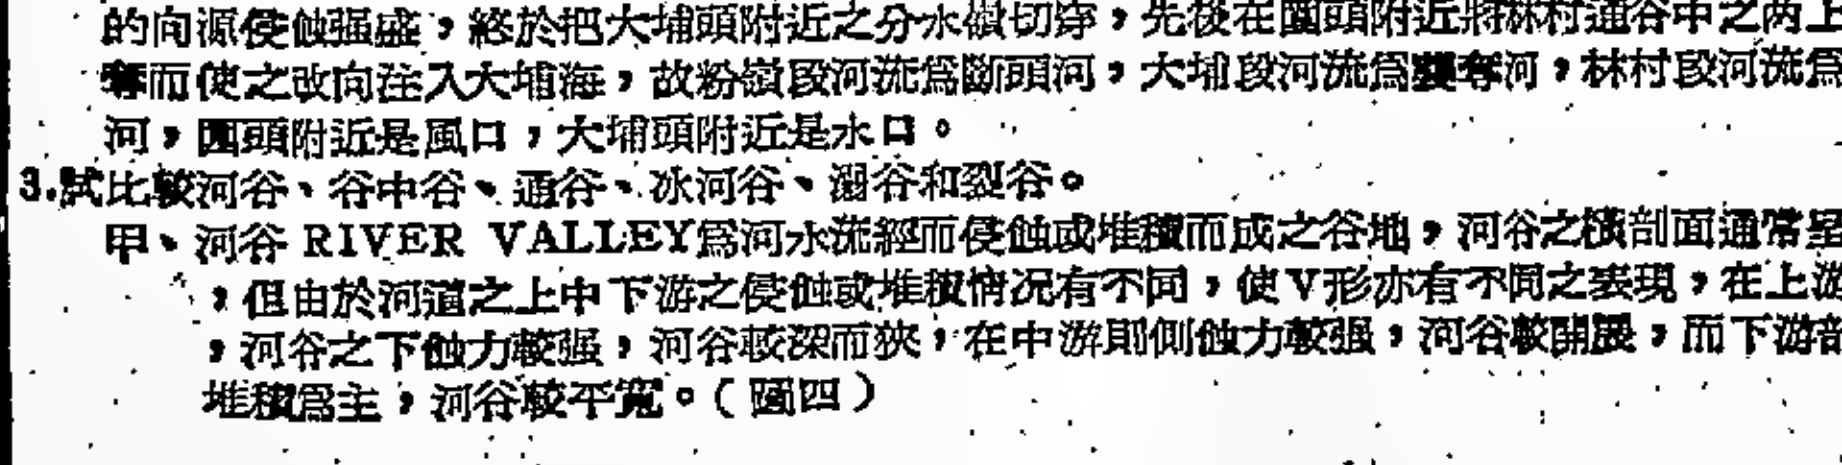 的向源侵蝕强盛，終於把大埔頭附近之分水嶺切穿，先後在圍頭附近將林村通谷中之两上
奪而使之改向注入大埔海，故粉嶺段河流爲斷頭河，大埔段河流爲襲奪河，林村段河流爲
河，圍頭附近是風口，大埔頭附近是水口。
3.試比較河谷、谷中谷、通谷、冰河谷、溺谷和裂谷。
甲、河谷 RIVER VALLEY爲河水流經而侵蝕或堆積而成之谷地，河谷之橫剖面通常呈
，但由於河道之上中下游之侵蝕或堆積情况有不同，使V形亦有不同之表現，在上游
，河谷之下蝕力較强，河谷較深而狹，在中游則側蝕力較强，河谷較開展，而下游部
堆積爲主，河谷較平寬。（圖四）